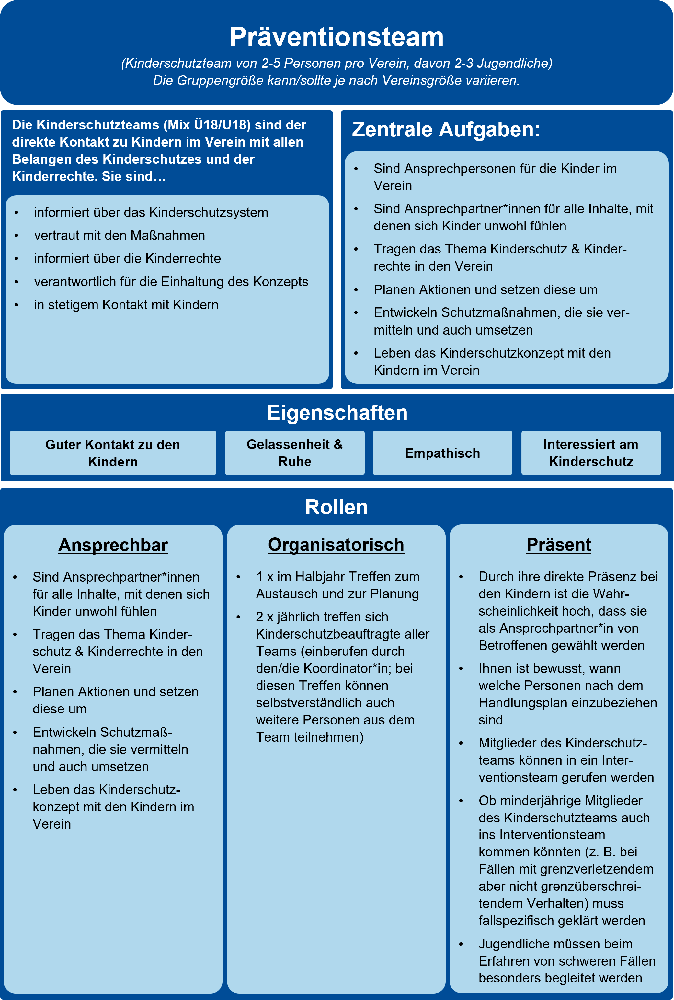 Präventionsteam
(Kinderschutzteam von 2-5 Personen pro Verein, davon 2-3 Jugendliche)
Die Gruppengröße kann/sollte je nach Vereinsgröße variieren.
Die Kinderschutzteams (Mix Ü18/U18) sind der
direkte Kontakt zu Kindern im Verein mit allen
Belangen des Kinderschutzes und der
Kinderrechte. Sie sind…
• informiert über das Kinderschutzsystem
• vertraut mit den Maßnahmen
• informiert über die Kinderrechte
• verantwortlich für die Einhaltung des Konzepts
• in stetigem Kontakt mit Kindern
Zentrale Aufgaben:
• Sind Ansprechpersonen für die Kinder im
Verein
• Sind Ansprechpartner*innen für alle Inhalte, mit
denen sich Kinder unwohl fühlen
• Tragen das Thema Kinderschutz & Kinder-
rechte in den Verein
• Planen Aktionen und setzen diese um
• Entwickeln Schutzmaßnahmen, die sie ver-
mitteln und auch umsetzen
• Leben das Kinderschutzkonzept mit den
Kindern im Verein
Eigenschaften
Guter Kontakt zu den
Kindern
Gelassenheit &
Ruhe
Empathisch
Interessiert am
Kinderschutz
Rollen
Ansprechbar
• Sind Ansprechpartner*innen
für alle Inhalte, mit denen sich
Kinder unwohl fühlen
• Tragen das Thema Kinder-
schutz & Kinderrechte in den
Verein
• Planen Aktionen und setzen
diese um
• Entwickeln Schutzmaß-
nahmen, die sie vermitteln
und auch umsetzen
• Leben das Kinderschutz-
konzept mit den Kindern im
Verein
Organisatorisch
• 1 x im Halbjahr Treffen zum
Austausch und zur Planung
• 2 x jährlich treffen sich
Kinderschutzbeauftragte aller
Teams (einberufen durch
den/die Koordinator*in; bei
diesen Treffen können
selbstverständlich auch
weitere Personen aus dem
Team teilnehmen)
Präsent
• Durch ihre direkte Präsenz bei
den Kindern ist die Wahr-
scheinlichkeit hoch, dass sie
als Ansprechpartner*in von
Betroffenen gewählt werden
• Ihnen ist bewusst, wann
welche Personen nach dem
Handlungsplan einzubeziehen
sind
• Mitglieder des Kinderschutz-
teams können in ein Inter-
ventionsteam gerufen werden
• Ob minderjährige Mitglieder
des Kinderschutzteams auch
ins Interventionsteam
kommen könnten (z. B. bei
Fällen mit grenzverletzendem
aber nicht grenzüberschrei-
tendem Verhalten) muss
fallspezifisch geklärt werden
• Jugendliche müssen beim
Erfahren von schweren Fällen
besonders begleitet werden